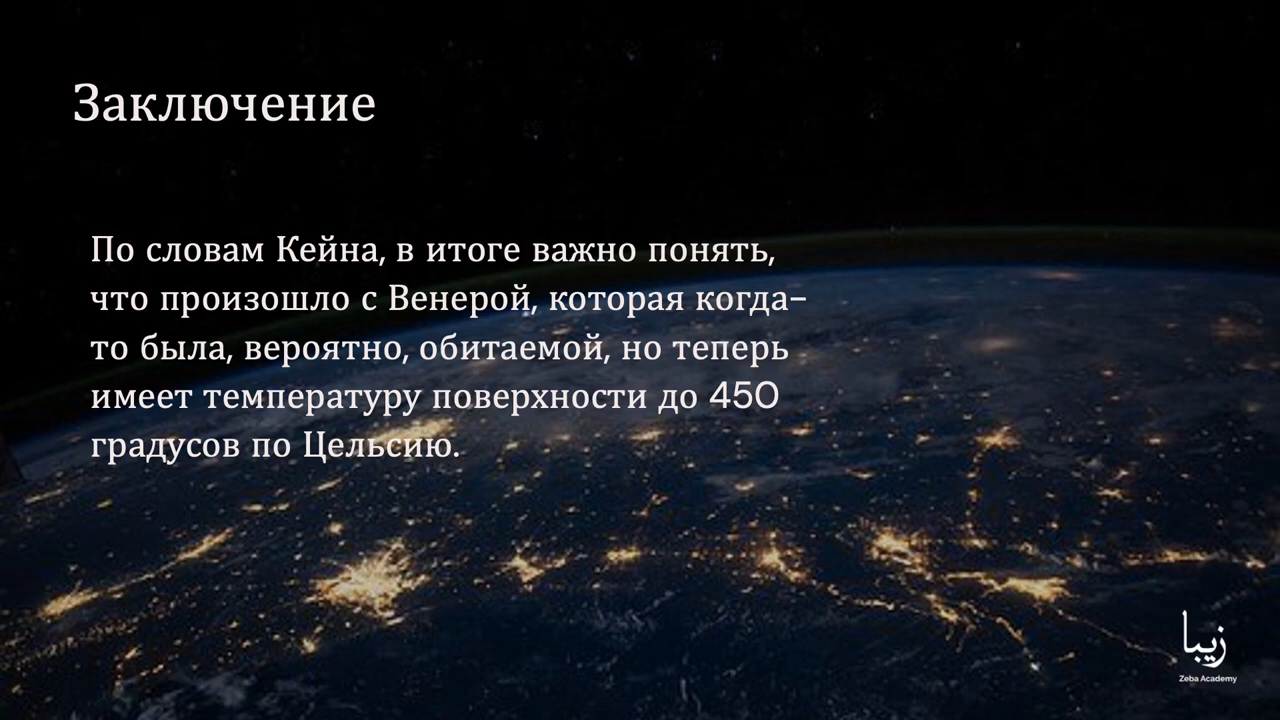 Заключение
По словам Кейна, в итоге важно понять,
что произошло с Венерой, которая когда-
то была, вероятно, обитаемой, но теперь
имеет температуру поверхности до 450
градусов по Цельсию.
زيبا
Zeba Academy